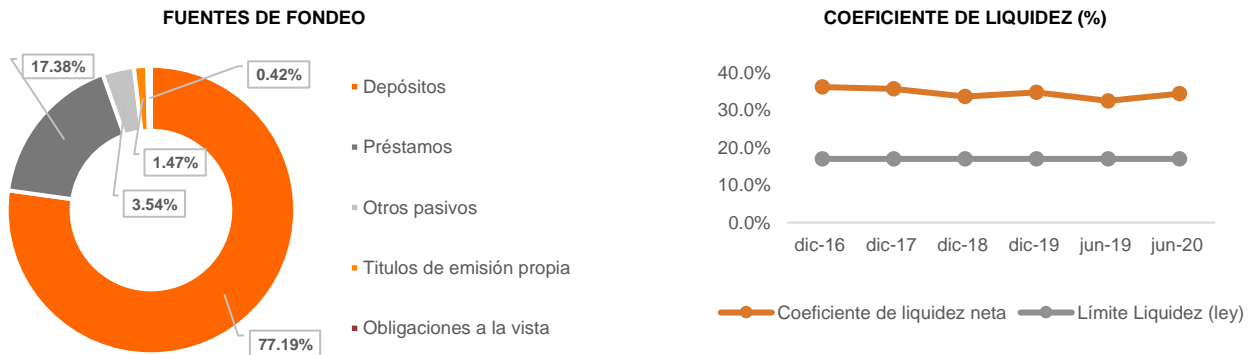 FUENTES DE FONDEO
17.38%
0.42%
1.47%
3.54%
77.19%
Depósitos
Préstamos
Otros pasivos
Titulos de emisión propia
Obligaciones a la vista
COEFICIENTE DE LIQUIDEZ (%)
40.0%
30.0%
20.0%
10.0%
0.0%
dic-16 dic-17 dic-18 dic-19 jun-19 jun-20
Coeficiente de liquidez neta Límite Liquidez (ley)